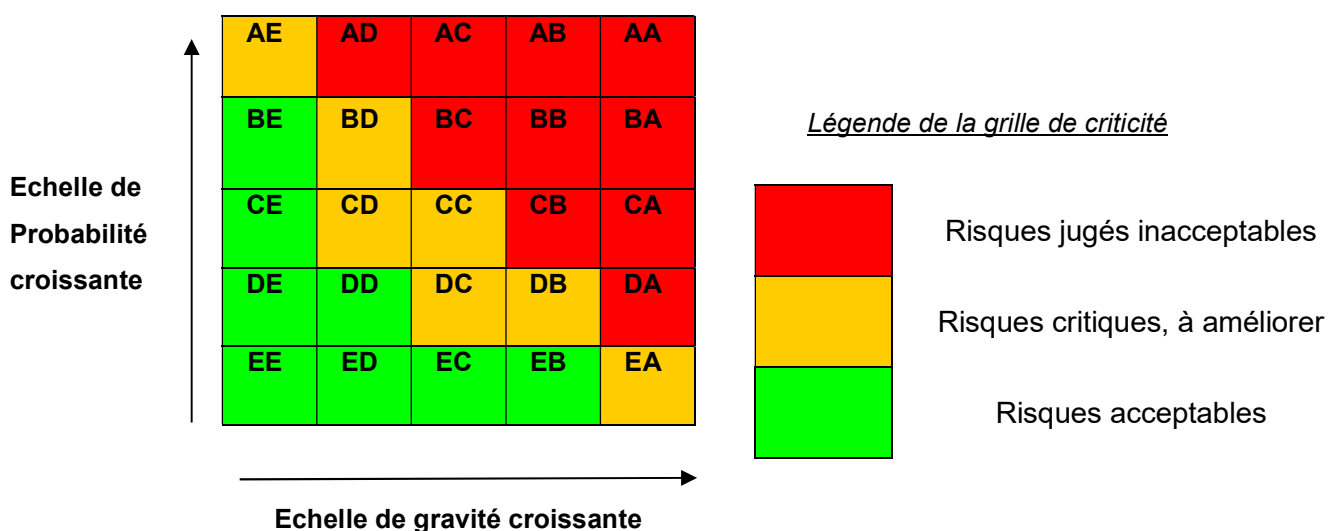 AE AD AC AB AA
BE BD BC BB BA
Légende de la grille de criticité
Echelle de
Probabilité
croissante
CE CD CC CB CA
Risques jugés inacceptables
DE DD DC DB DA
Risques critiques, à améliorer
EE ED EC EB EA
Risques acceptables
Echelle de gravité croissante